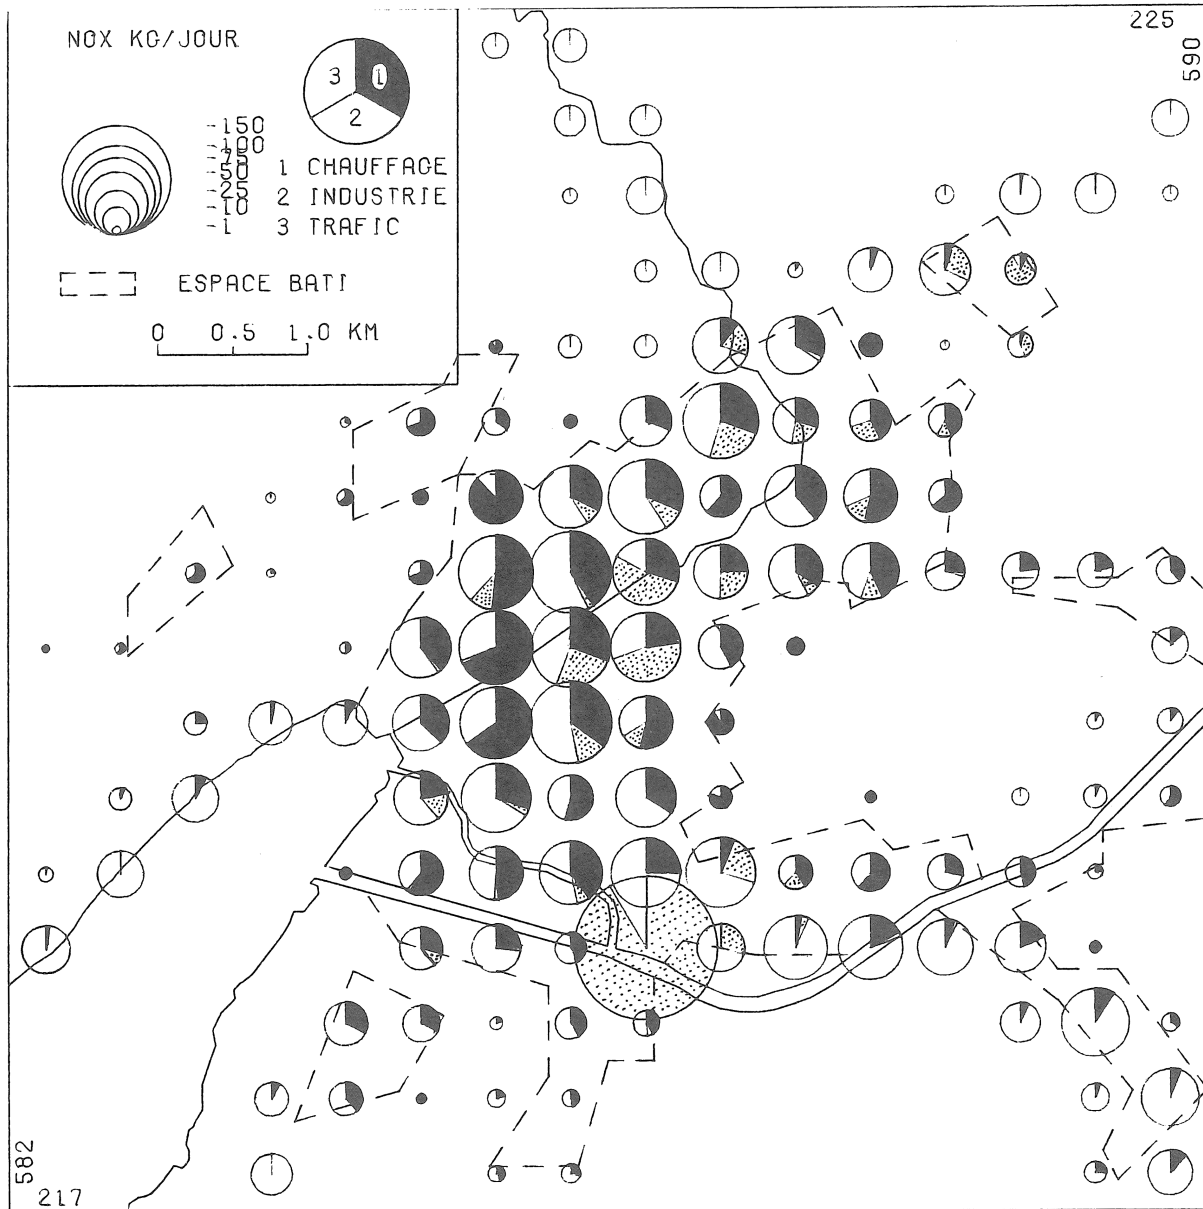 NOX KG/JOUR
3 1
2
-150
-100
-75
-50
-25
-10
-1
1 CHAUFFAGE
2 INDUSTRIE
3 TRAFIC
ESPACE BATI
0 0.5 1.0 KM
225
590
582
217